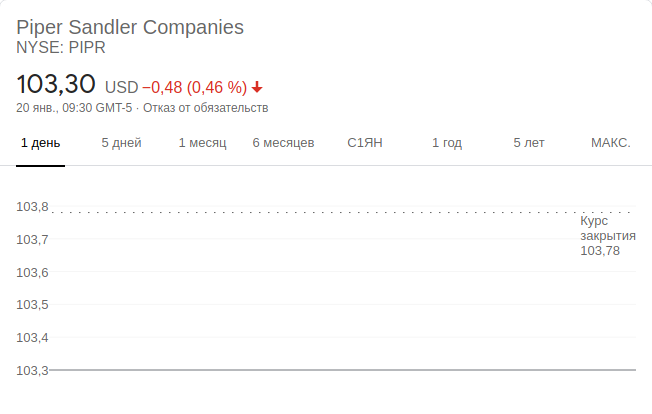 Piper Sandler Companies
NYSE: PIPR
103,30 USD −0,48 (0,46 %)
20 янв., 09:30 GMT-5 · Отказ от обязательств
1 день 5 дней 1 месяц 6 месяцев С1ЯН 1 год 5 лет МАКС.
103,8
Курс
закрытия
103,78
103,7
103,6
103,5
103,4
103,3